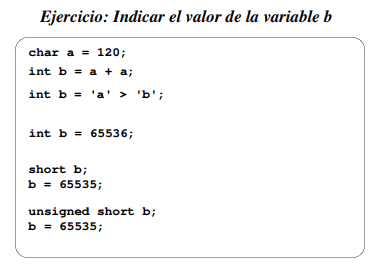 Ejercicio: Indicar el valor de la variable b
char a = 120;
int b = a + a;
int b = 'a' > 'b';
int b = 65536;
short b;
b = 65535;
unsigned short b;
b = 65535;